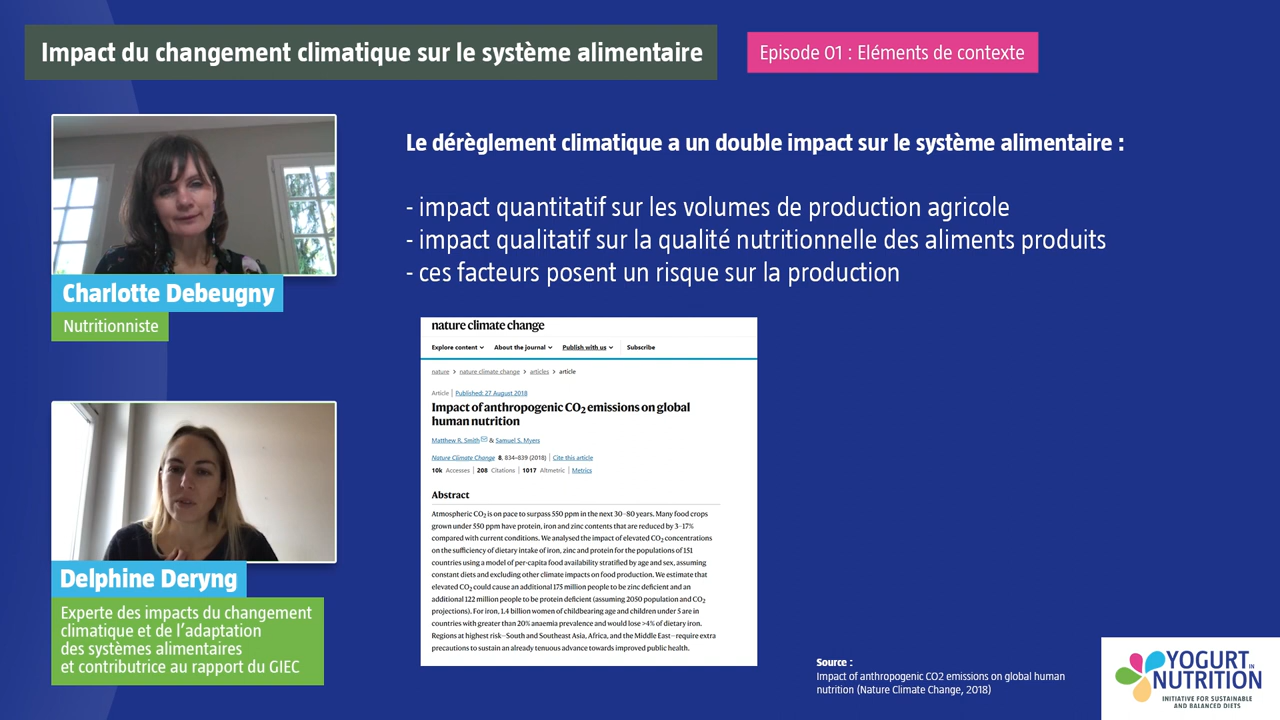 Impact du changement climatique sur le système alimentaire
Episode 01 : Eléments de contexte
Charlotte Debeugny
Nutritionniste
Delphine Deryng
Experte des impacts du changement
climatique et de l'adaptation
des systèmes alimentaires
et contributrice au rapport du GIEC
Le dérèglement climatique a un double impact sur le système alimentaire :
- impact quantitatif sur les volumes de production agricole
- impact qualitatif sur la qualité nutritionnelle des aliments produits
- ces facteurs posent un risque sur la production
nature climate change
Explore content About the journal Publish with us Subscribe
nature > nature climate change > articles > article
Article | Published: 27 August 2018
Impact of anthropogenic CO2 emissions on global
human nutrition
Matthew R. Smith & Samuel S. Myers
Nature Climate Change 8, 834–839 (2018) | Cite this article
10k Accesses | 208 Citations | 1017 Altmetric | Metrics
Abstract
Atmospheric CO2 is on pace to surpass 550 ppm in the next 30–80 years. Many food crops
grown under 550 ppm have protein, iron and zinc contents that are reduced by 3–17%
compared with current conditions. We analysed the impact of elevated CO2 concentrations
on the sufficiency of dietary intake of iron, zinc and protein for the populations of 151
countries using a model of per-capita food availability stratified by age and sex, assuming
constant diets and excluding other climate impacts on food production. We estimate that
elevated CO2 could cause an additional 175 million people to be zinc deficient and an
additional 122 million people to be protein deficient (assuming 2050 population and CO2
projections). For iron, 1.4 billion women of childbearing age and children under 5 are in
countries with greater than 20% anaemia prevalence and would lose >4% of dietary iron.
Regions at highest risk—South and Southeast Asia, Africa, and the Middle East—require extra
precautions to sustain an already tenuous advance towards improved public health.
Source :
Impact of anthropogenic CO2 emissions on global human
nutrition (Nature Climate Change, 2018)
YOGURT IN
NUTRITION
INITIATIVE FOR SUSTAINABLE
AND BALANCED DIETS